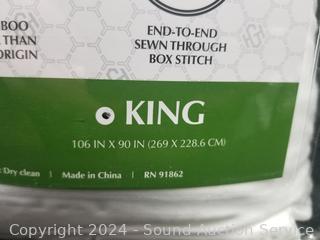 BOO
THAN
ORIGIN
END-TO-END
SEWN THROUGH
BOX STITCH
KING
106 IN X 90 IN (269 X 228.6 CM)
Dry clean | Made in China | RN 91862
Copyright 2024 - Sound Auction Service